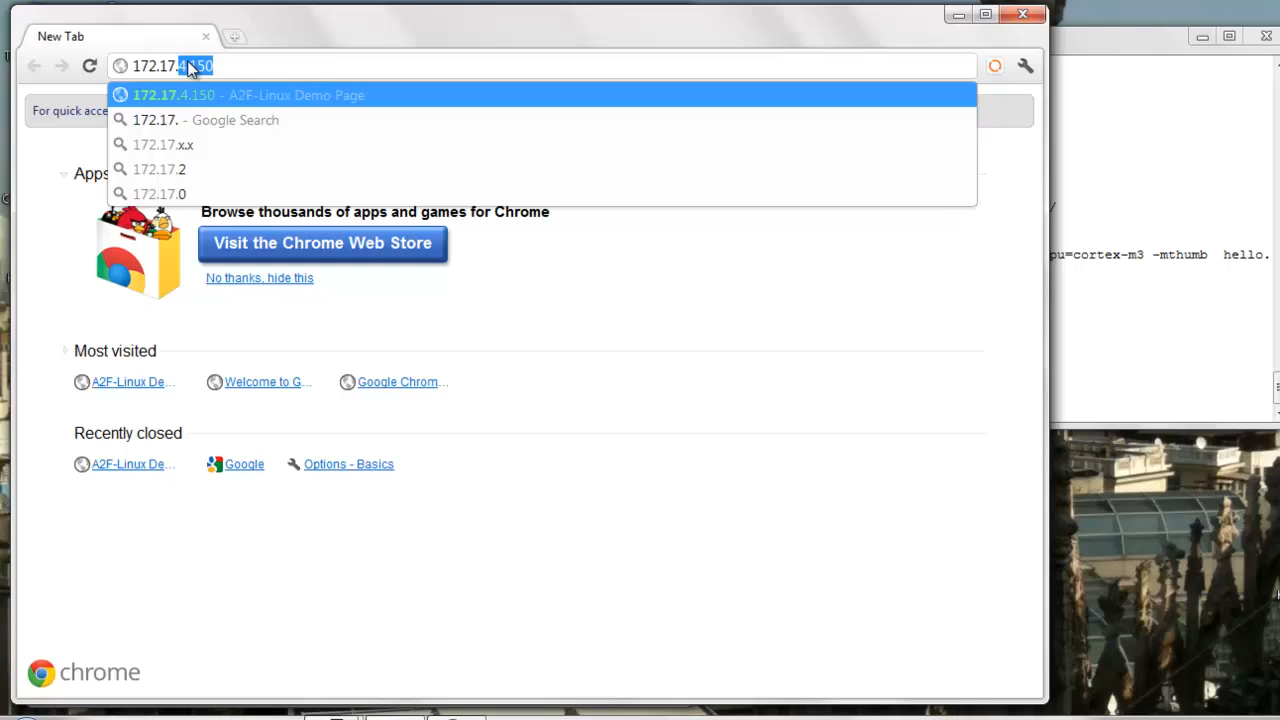 New Tab
172.17.4.150
172.17.4.150 - A2F-Linux Demo Page
172.17. - Google Search
172.17.x.x
172.17.2
172.17.0
For quick acce
Apps
Browse thousands of apps and games for Chrome
Visit the Chrome Web Store
No thanks, hide this
Most visited
A2F-Linux De... Welcome to G... Google Chrom...
Recently closed
A2F-Linux De... Google Options - Basics
chrome
/
pu=cortex-m3 -mthumb hello.